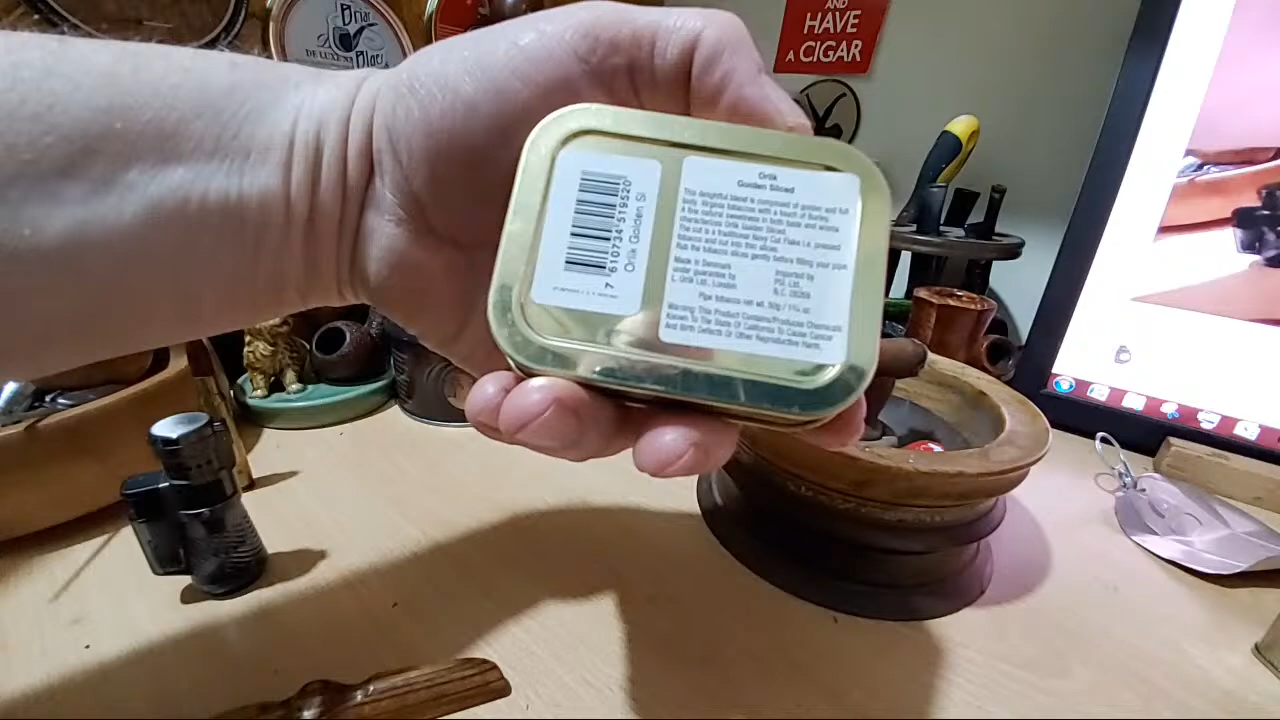 Briar
DE LUXE
Blues
AND
HAVE
A CIGAR
7 610734 519520
Orlik Golden Sl
Orlik
Golden Sliced
This delightful blend is composed of golden and full
body Virginia tobaccos with a touch of Burley.
A fine natural sweetness in both taste and aroma
characterizes Orlik Golden Sliced.
The cut is a traditional Navy Cut Flake i.e. pressed
tobacco and cut into thin slices.
Rub the tobacco slices gently before filling your pipe.
Made in Denmark
under guarantee by
L. Orlik Ltd., London
Imported by
PSI Ltd.,
N.C. 28269
Pipe tobacco net wt. 50g / 1¾ oz
Warning: This Product Contains/Produces Chemicals
Known To The State Of California To Cause Cancer
And Birth Defects Or Other Reproductive Harm.